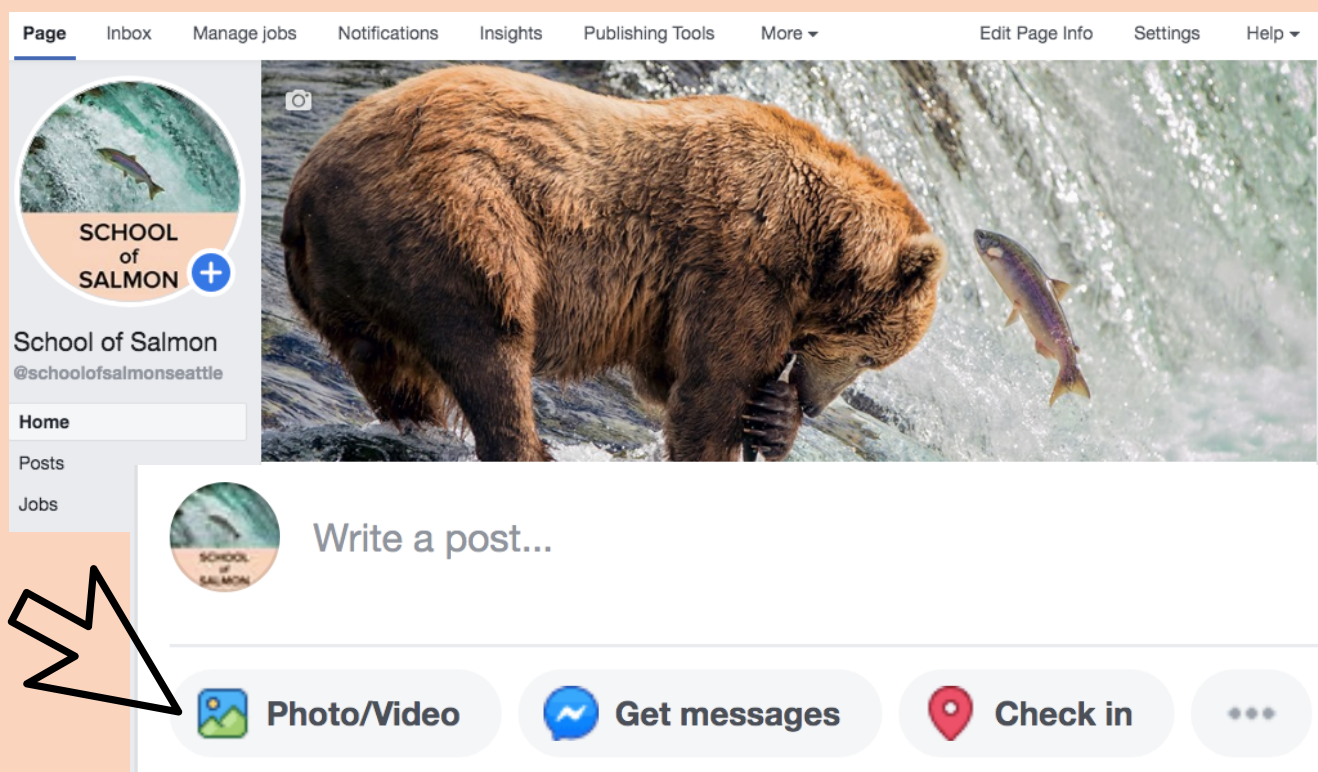 Page Inbox Manage jobs Notifications Insights Publishing Tools More Edit Page Info Settings Help
SCHOOL
of
SALMON
School of Salmon
@schoolofsalmonseattle
Home
Posts
Jobs
Write a post...
SCHOOL
of
SALMON
Photo/Video Get messages Check in